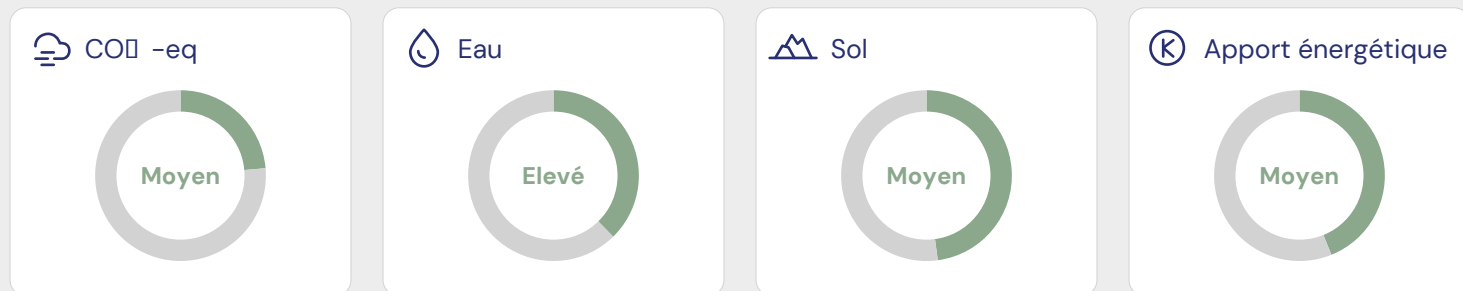 CO▯ -eq
Eau
Sol
Apport énergétique
Moyen
Elevé
Moyen
Moyen